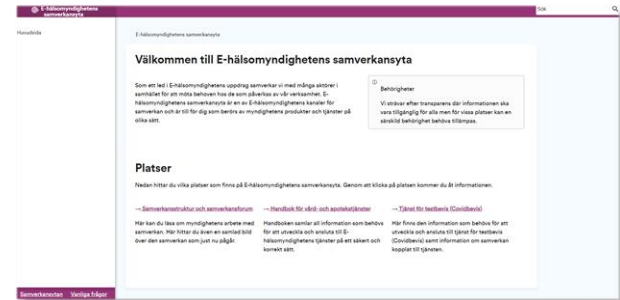 E-hälsomyndighetens
samverkansyta
Sök
Huvudsida
E-hälsomyndighetens samverkansyta
Välkommen till E-hälsomyndighetens samverkansyta
Som ett led i E-hälsomyndighetens uppdrag samverkar vi med många aktörer i
samhället för att möta behoven hos de som påverkas av vår verksamhet. E-
hälsomyndighetens samverkansyta är en av E-hälsomyndighetens kanaler för
samverkan och är till för dig som berörs av myndighetens produkter och tjänster på
olika sätt.
Behörigheter
Vi strävar efter transparens där informationen ska
vara tillgänglig för alla men för vissa platser kan en
särskild behörighet behöva tillämpas.
Platser
Nedan hittar du vilka platser som finns på E-hälsomyndighetens samverkansyta. Genom att klicka
på platsen kommer du åt informationen.
→ Samverkansstruktur och samverkansforum
Här kan du läsa om myndighetens arbete med
samverkan. Här hittar du även en samlad bild
över den samverkan som just nu pågår.
→ Handbok för vård- och apotekstjänster
Handboken samlar all information som behövs
för att utveckla och ansluta till E-
hälsomyndighetens tjänster på ett säkert och
korrekt sätt.
→ Tjänst för testbevis (Covidbevis)
Här finns den information som behövs för att
utveckla och ansluta till tjänst för testbevis
(Covidbevis) samt information om samverkan
kopplat till tjänsten.
Samverkansytan Vanliga frågor